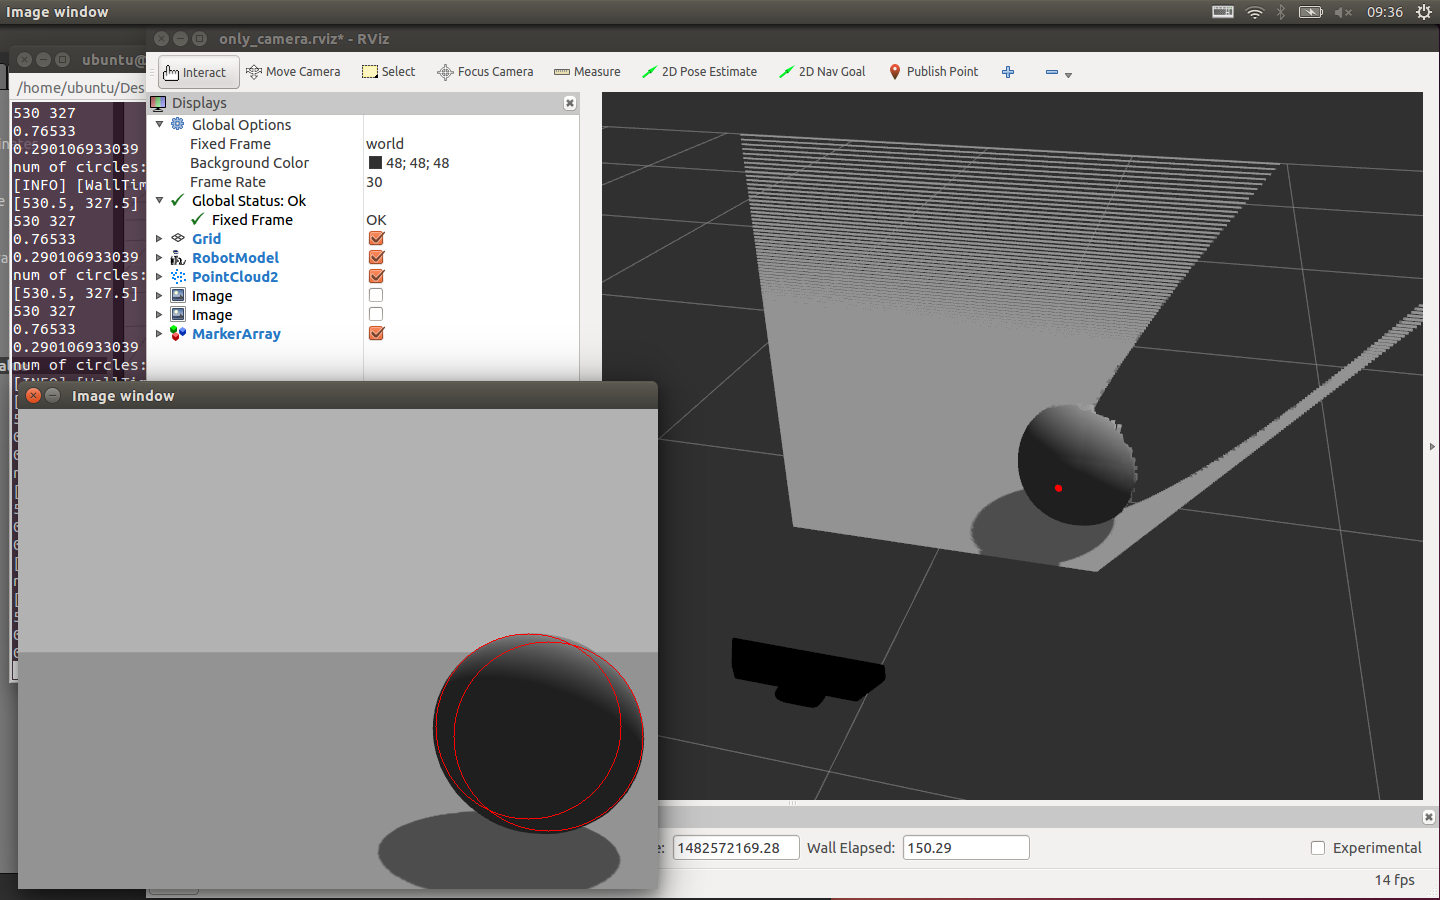 Image window
09:36
only_camera.rviz* - RViz
ubuntu@
/home/ubuntu/Des
Interact
Move Camera
Select
Focus Camera
Measure
2D Pose Estimate
2D Nav Goal
Publish Point
Displays
Global Options
Fixed Frame world
Background Color 48; 48; 48
Frame Rate 30
Global Status: Ok
Fixed Frame OK
Grid
RobotModel
PointCloud2
Image
Image
MarkerArray
530 327
0.76533
0.290106933039
num of circles:
[INFO] [WallTim
[530.5, 327.5]
530 327
0.76533
0.290106933039
num of circles:
[530.5, 327.5]
530 327
0.76533
0.290106933039
num of circles:
Image window
1482572169.28
Wall Elapsed: 150.29
Experimental
14 fps